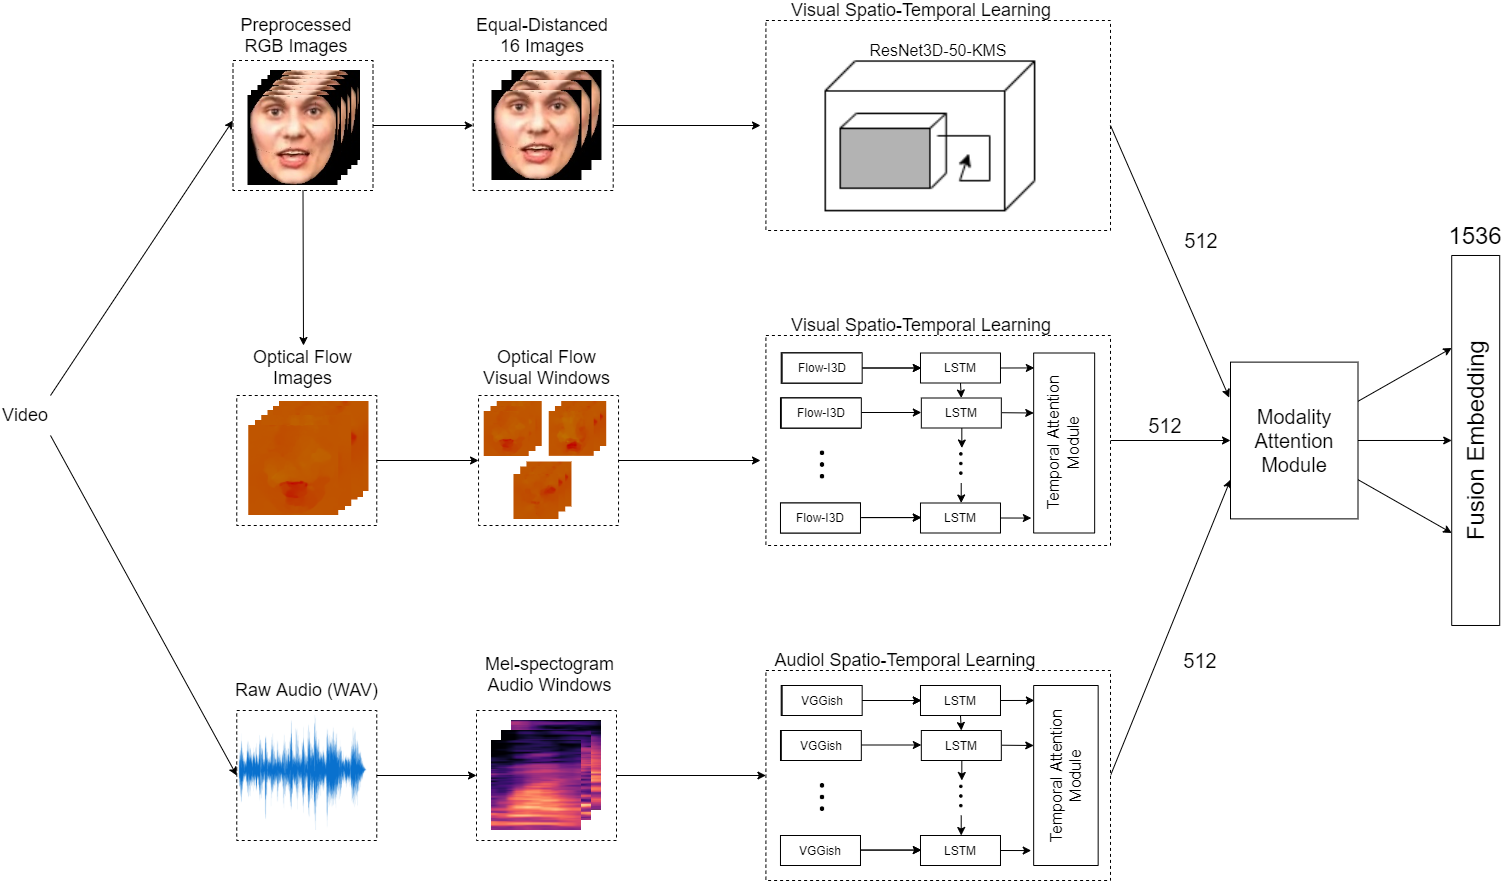 Visual Spatio-Temporal Learning
Preprocessed
RGB Images
Equal-Distanced
16 Images
ResNet3D-50-KMS
512
1536
Visual Spatio-Temporal Learning
Optical Flow
Images
Optical Flow
Visual Windows
Flow-I3D
LSTM
Flow-I3D
LSTM
Flow-I3D
LSTM
Temporal Attention
Module
Video
512
Modality
Attention
Module
Fusion Embedding
Audiol Spatio-Temporal Learning
512
Raw Audio (WAV)
Mel-spectogram
Audio Windows
VGGish
LSTM
VGGish
LSTM
VGGish
LSTM
Temporal Attention
Module